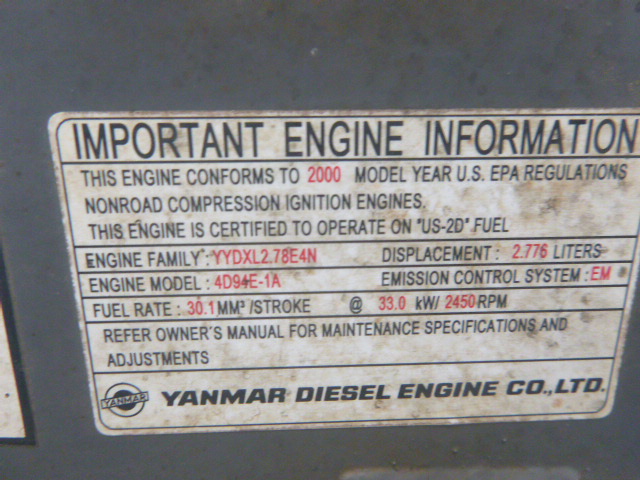 IMPORTANT ENGINE INFORMATION
THIS ENGINE CONFORMS TO 2000 MODEL YEAR U.S. EPA REGULATIONS
NONROAD COMPRESSION IGNITION ENGINES.
THIS ENGINE IS CERTIFIED TO OPERATE ON "US-2D" FUEL
ENGINE FAMILY: YYDXL2.78E4N DISPLACEMENT : 2.776 LITERS
ENGINE MODEL : 4D94E-1A EMISSION CONTROL SYSTEM : EM
FUEL RATE : 30.1 MM³ /STROKE @ 33.0 kW/ 2450 RPM
REFER OWNER'S MANUAL FOR MAINTENANCE SPECIFICATIONS AND
ADJUSTMENTS
YANMAR YANMAR DIESEL ENGINE CO.,LTD.